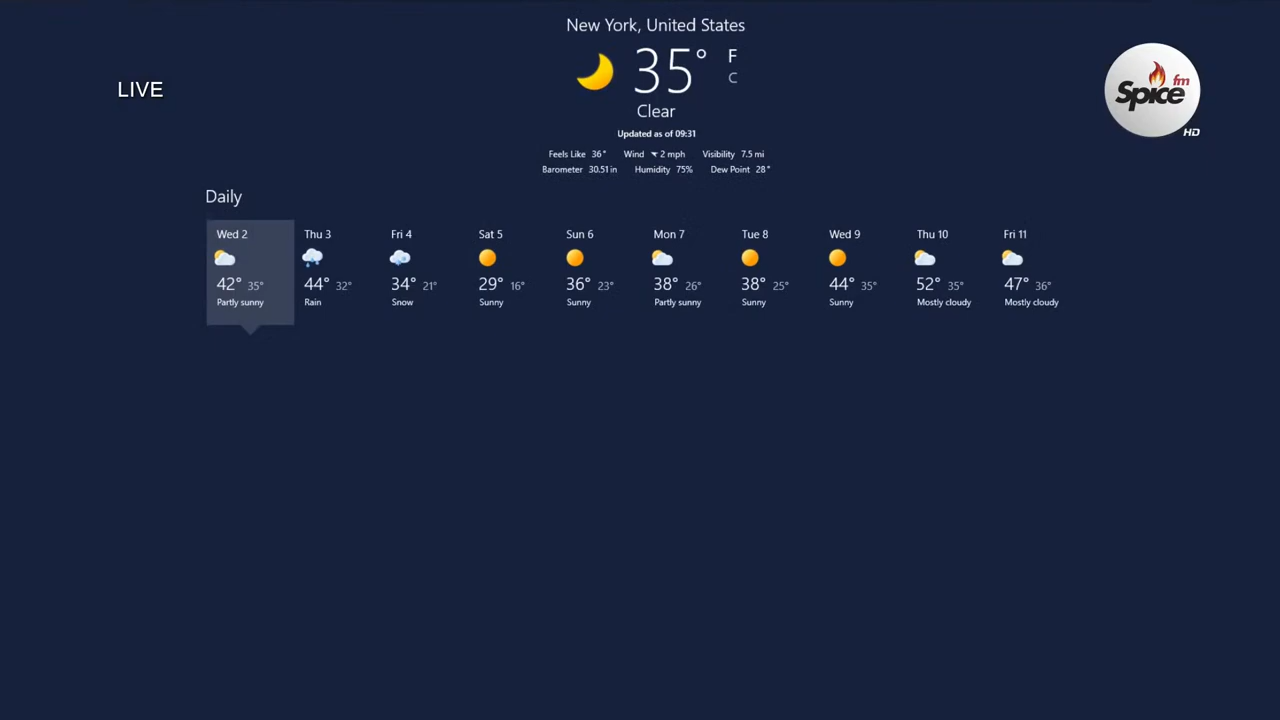 New York, United States
35° F
C
LIVE
Spice fm
HD
Clear
Updated as of 09:31
Feels Like 36° Wind 2 mph Visibility 7.5 mi
Barometer 30.51 in Humidity 75% Dew Point 28°
Daily
Wed 2 Thu 3 Fri 4 Sat 5 Sun 6 Mon 7 Tue 8 Wed 9 Thu 10 Fri 11
42° 35° 44° 32° 34° 21° 29° 16° 36° 23° 38° 26° 38° 25° 44° 35° 52° 35° 47° 36°
Partly sunny Rain Snow Sunny Sunny Partly sunny Sunny Sunny Mostly cloudy Mostly cloudy